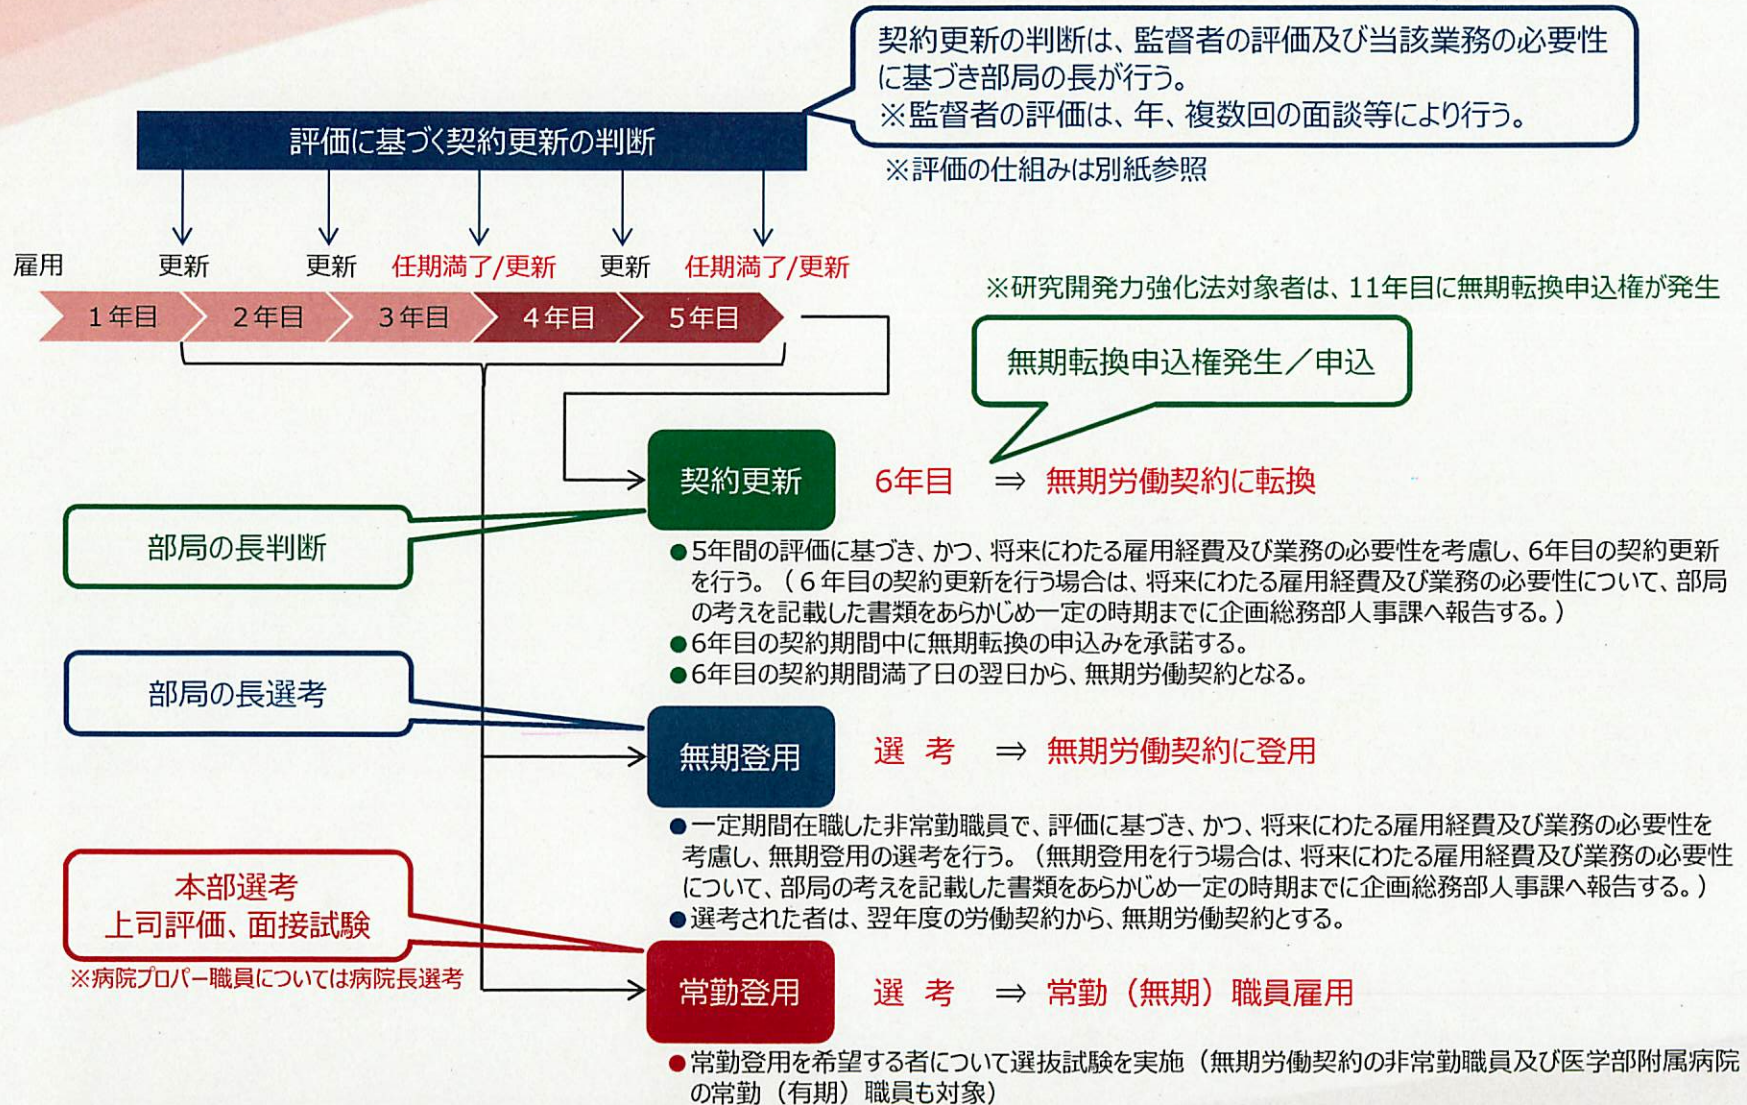 契約更新の判断は、監督者の評価及び当該業務の必要性
に基づき部局の長が行う。
※監督者の評価は、年、複数回の面談等により行う。
評価に基づく契約更新の判断
※評価の仕組みは別紙参照
雇用
更新
更新
任期満了/更新
更新
任期満了/更新
1年目
2年目
3年目
4年目
5年目
※研究開発力強化法対象者は、11年目に無期転換申込権が発生
無期転換申込権発生/申込
契約更新
6年目 ⇒ 無期労働契約に転換
部局の長判断
●5年間の評価に基づき、かつ、将来にわたる雇用経費及び業務の必要性を考慮し、6年目の契約更新
を行う。(6年目の契約更新を行う場合は、将来にわたる雇用経費及び業務の必要性について、部局
の考えを記載した書類をあらかじめ一定の時期までに企画総務部人事課へ報告する。)
●6年目の契約期間中に無期転換の申込みを承諾する。
●6年目の契約期間満了日の翌日から、無期労働契約となる。
部局の長選考
無期登用
選 考 ⇒ 無期労働契約に登用
●一定期間在職した非常勤職員で、評価に基づき、かつ、将来にわたる雇用経費及び業務の必要性を
考慮し、無期登用の選考を行う。(無期登用を行う場合は、将来にわたる雇用経費及び業務の必要性
について、部局の考えを記載した書類をあらかじめ一定の時期までに企画総務部人事課へ報告する。)
●選考された者は、翌年度の労働契約から、無期労働契約とする。
本部選考
上司評価、面接試験
※病院プロパー職員については病院長選考
常勤登用
選 考 ⇒ 常勤(無期)職員雇用
●常勤登用を希望する者について選抜試験を実施(無期労働契約の非常勤職員及び医学部附属病院
の常勤(有期)職員も対象)